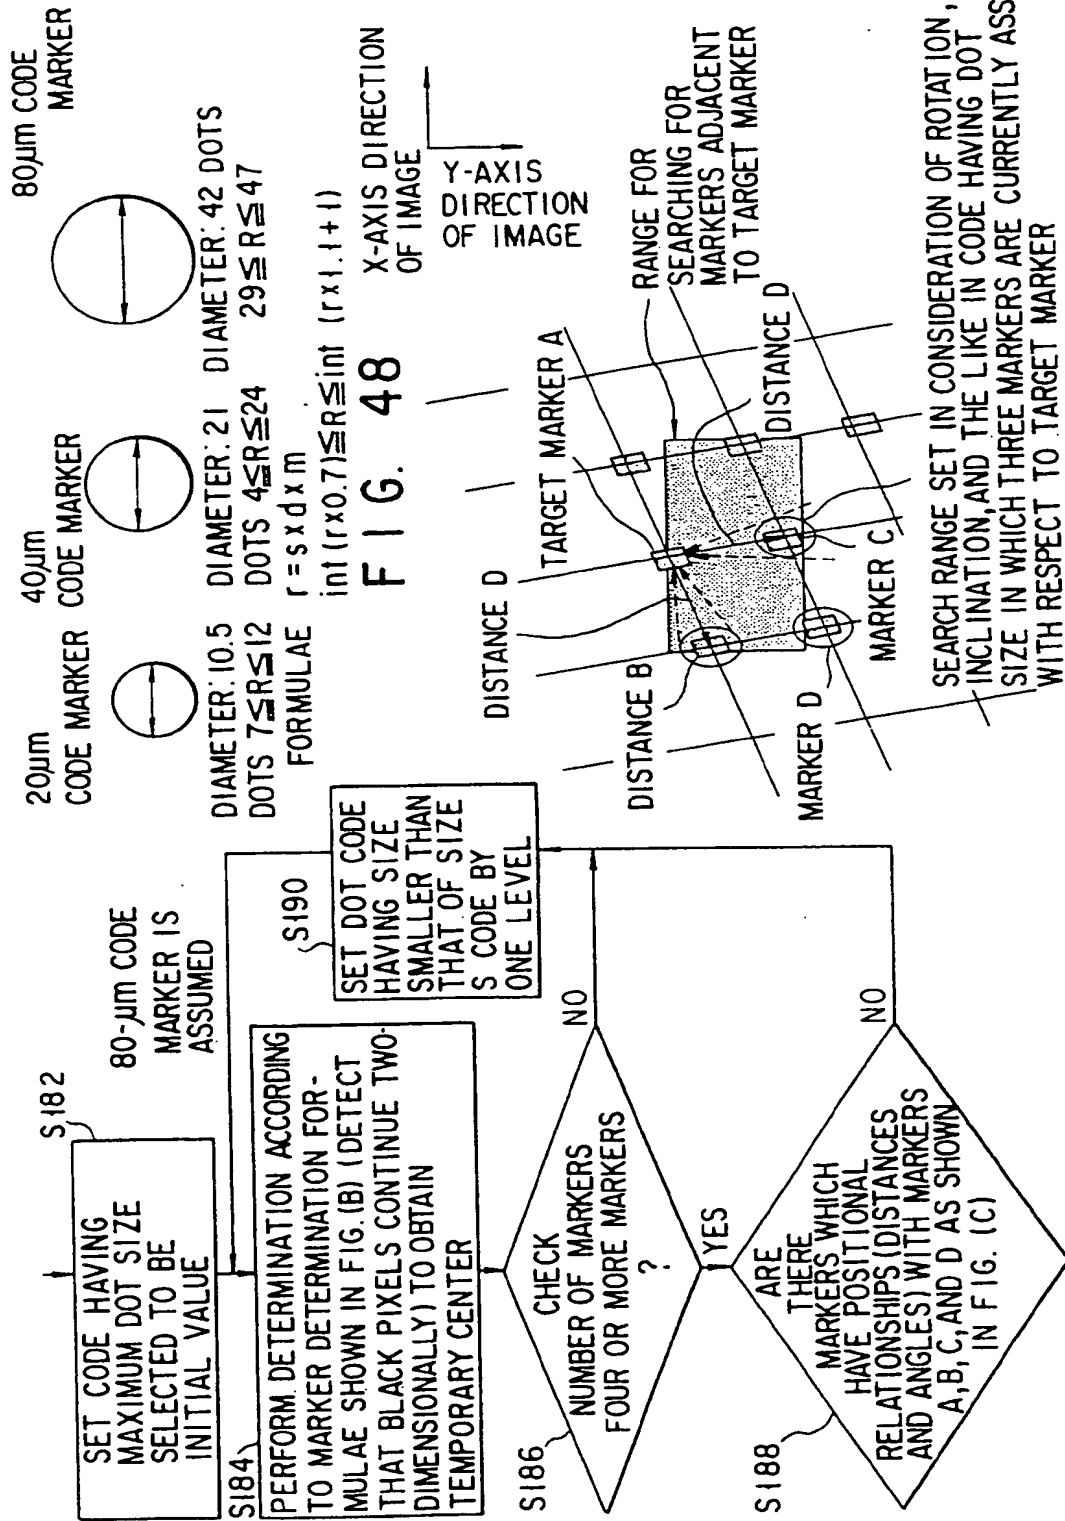 S182
SET CODE HAVING
MAXIMUM DOT SIZE
SELECTED TO BE
INITIAL VALUE
80-µm CODE
MARKER IS
ASSUMED
S184
PERFORM DETERMINATION ACCORDING
TO MARKER DETERMINATION FOR-
MULAE SHOWN IN FIG.(B) (DETECT
THAT BLACK PIXELS CONTINUE TWO-
DIMENSIONALLY) TO OBTAIN
TEMPORARY CENTER
S190
SET DOT CODE
HAVING SIZE
SMALLER THAN
THAT OF SIZE
S CODE BY
ONE LEVEL
S186
CHECK
NUMBER OF MARKERS
FOUR OR MORE MARKERS
?
NO
YES
S188
ARE
THERE
MARKERS WHICH
HAVE POSITIONAL
RELATIONSHIPS (DISTANCES
AND ANGLES) WITH MARKERS
A,B,C,AND D AS SHOWN
IN FIG. (C)
NO
20µm
CODE MARKER
40µm
CODE MARKER
80µm CODE
MARKER
DIAMETER:10.5
DOTS 7≦R≦12
DIAMETER:21
DOTS 4≦R≦24
DIAMETER:42 DOTS
29≦R≦47
FORMULAE
r = s x d x m
int (r x 0.7)≦R≦int (r x 1.1 + 1)
FIG. 48
X-AXIS DIRECTION
OF IMAGE
Y-AXIS
DIRECTION
OF IMAGE
DISTANCE D
TARGET MARKER A
RANGE FOR
SEARCHING FOR
MARKERS ADJACENT
TO TARGET MARKER
DISTANCE B
DISTANCE D
MARKER D
MARKER C
SEARCH RANGE SET IN CONSIDERATION OF ROTATION,
INCLINATION, AND THE LIKE IN CODE HAVING DOT
SIZE IN WHICH THREE MARKERS ARE CURRENTLY ASS
WITH RESPECT TO TARGET MARKER